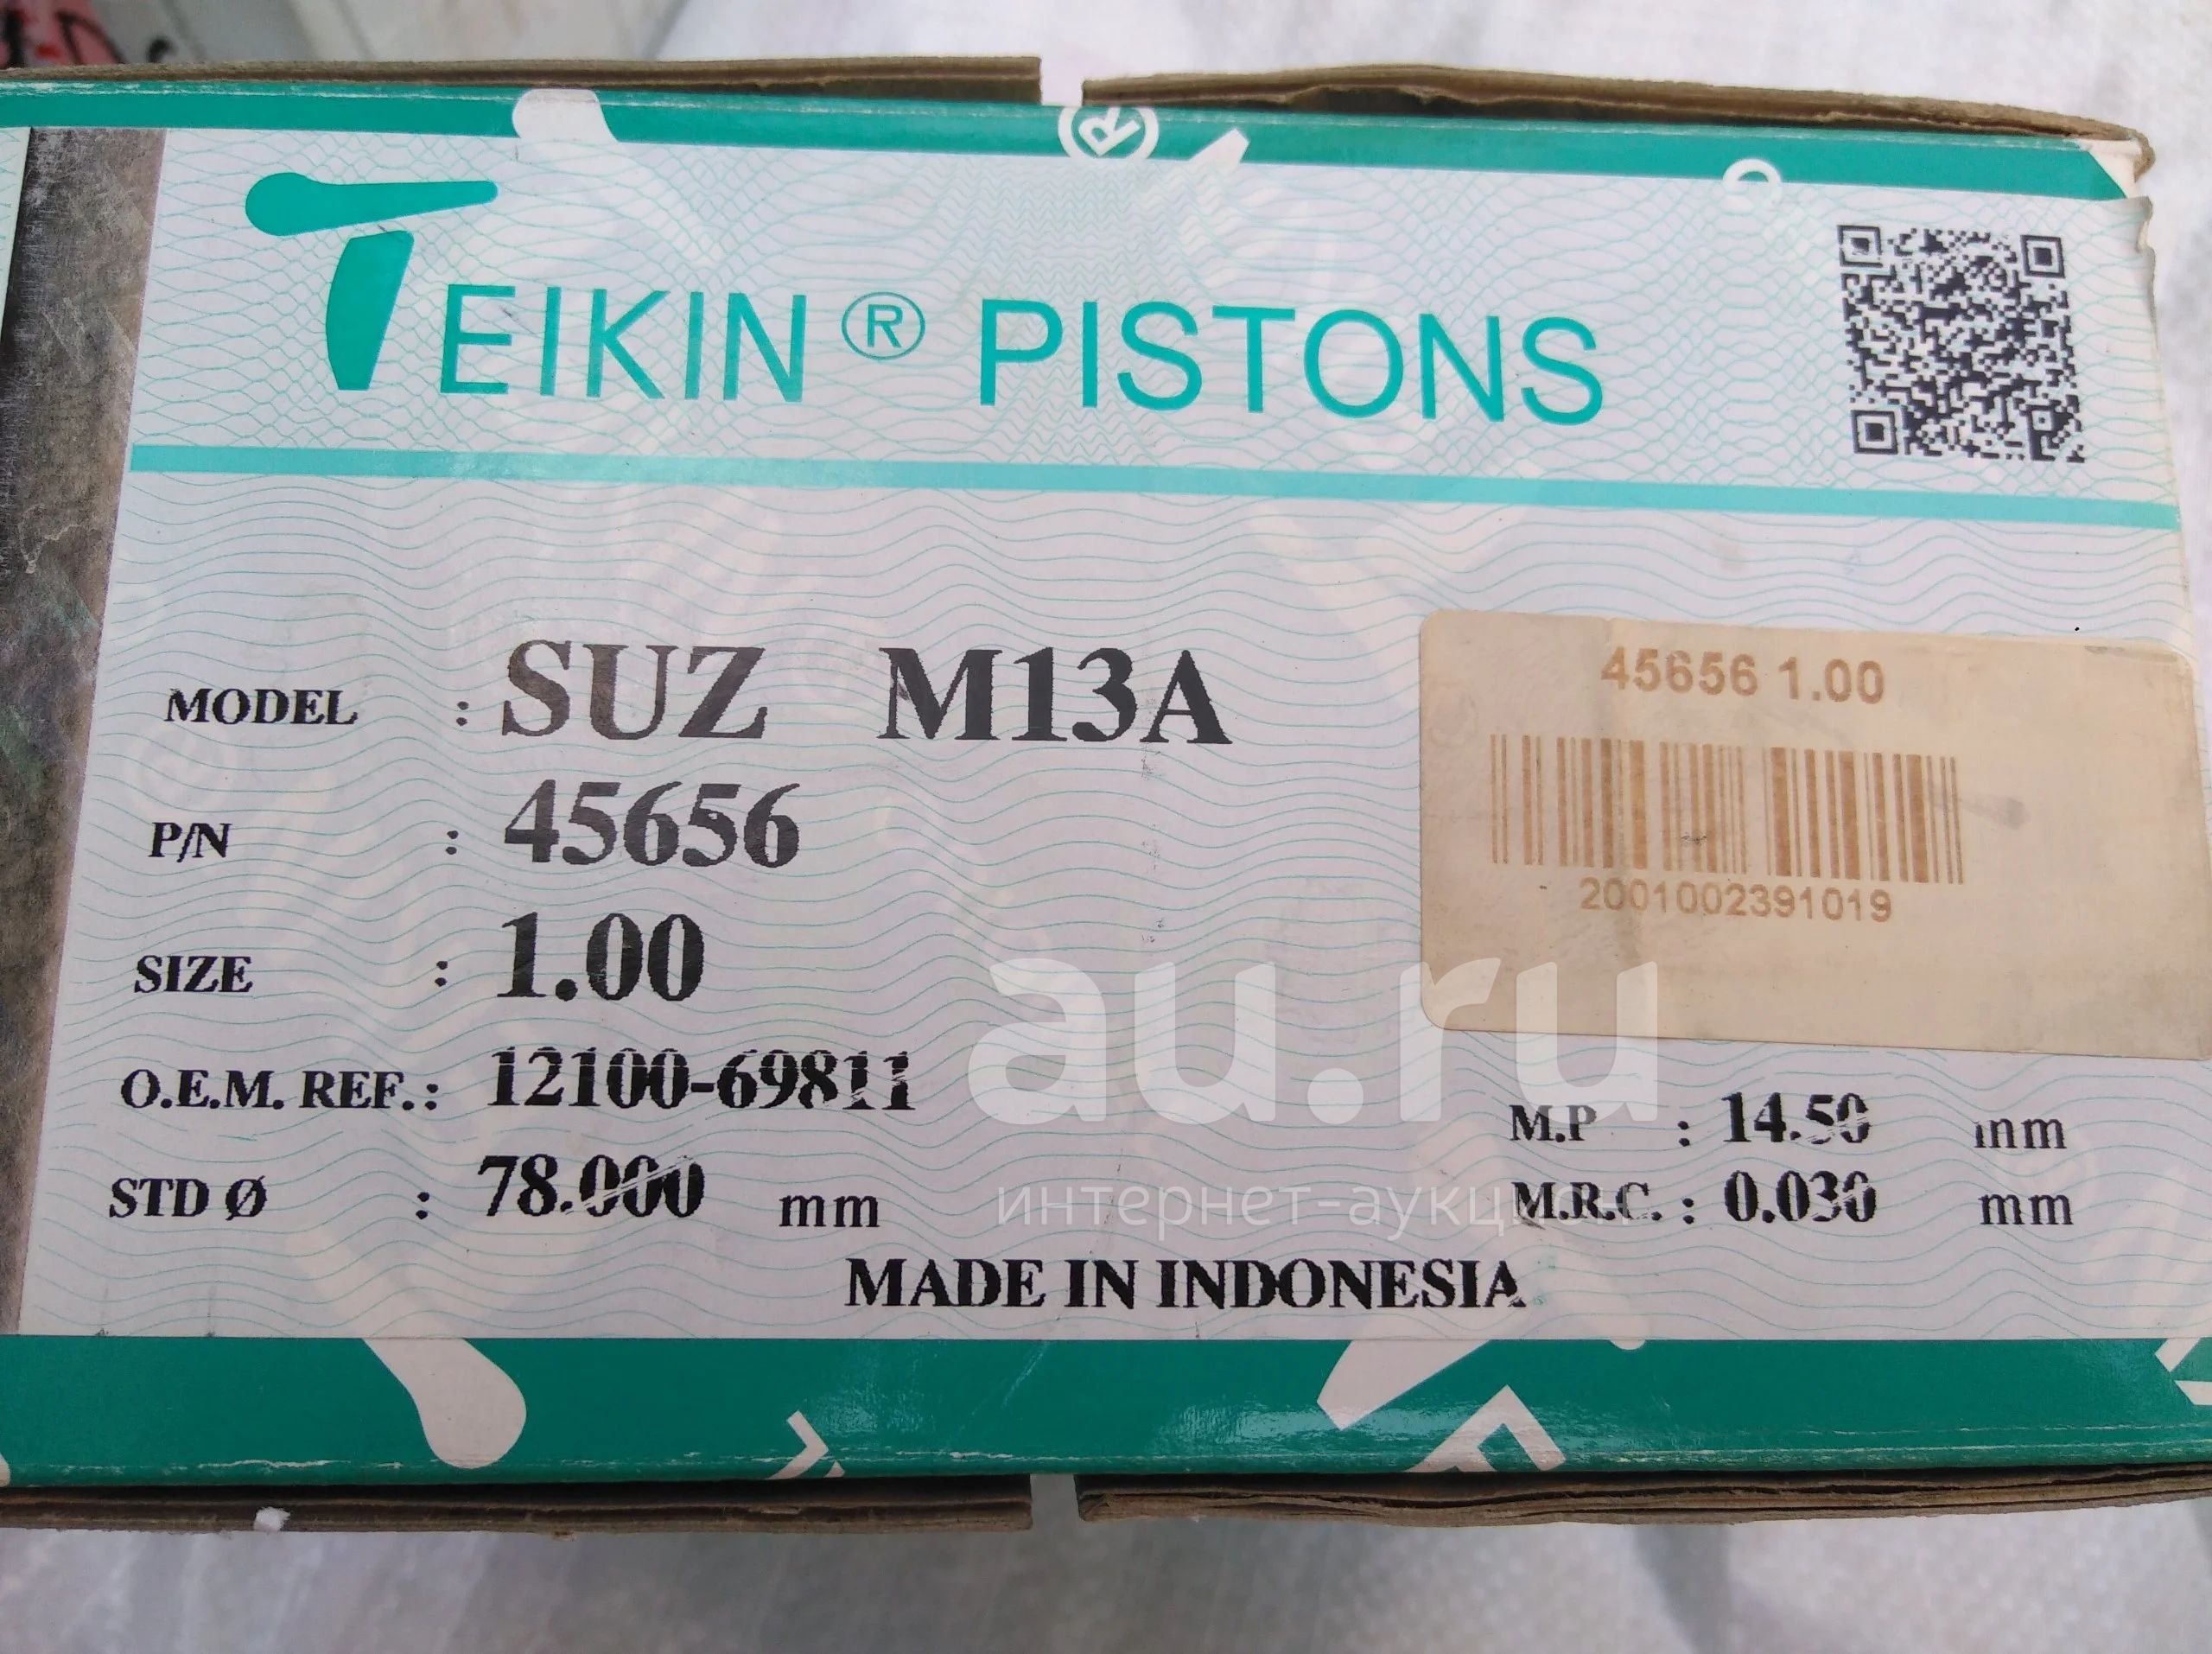 TEIKIN® PISTONS
MODEL : SUZ M13A
P/N : 45656
SIZE : 1.00
O.E.M. REF.: 12100-69811
STD Ø : 78.000 mm
45656 1.00
2001002391019
M.P : 14.50 mm
M.R.C. : 0.030 mm
MADE IN INDONESIA
au.ru
интернет-аукцион